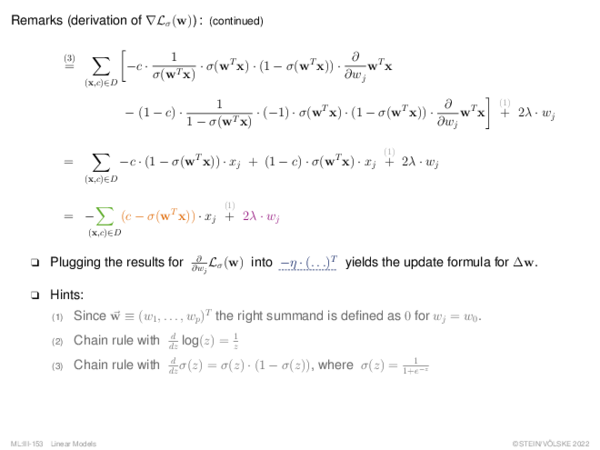 Remarks (derivation of ∇ℒσ(w)): (continued)
(3)= ∑(x,c)∈D [ −c · 1/σ(wᵀx) · σ(wᵀx) · (1 − σ(wᵀx)) · ∂/∂wⱼ wᵀx
− (1 − c) · 1/(1 − σ(wᵀx)) · (−1) · σ(wᵀx) · (1 − σ(wᵀx)) · ∂/∂wⱼ wᵀx ] (1)+ 2λ · wⱼ
= ∑(x,c)∈D −c · (1 − σ(wᵀx)) · xⱼ + (1 − c) · σ(wᵀx) · xⱼ (1)+ 2λ · wⱼ
= −∑(x,c)∈D (c − σ(wᵀx)) · xⱼ (1)+ 2λ · wⱼ
❑ Plugging the results for ∂/∂wⱼ ℒσ(w) into −η · (...)ᵀ yields the update formula for Δw.
❑ Hints:
(1) Since w⃗ ≡ (w₁, ..., wₚ)ᵀ the right summand is defined as 0 for wⱼ = w₀.
(2) Chain rule with d/dz log(z) = 1/z
(3) Chain rule with d/dz σ(z) = σ(z) · (1 − σ(z)), where σ(z) = 1/(1+e⁻ᶻ)
ML:III-153 Linear Models ©STEIN/VÖLSKE 2022